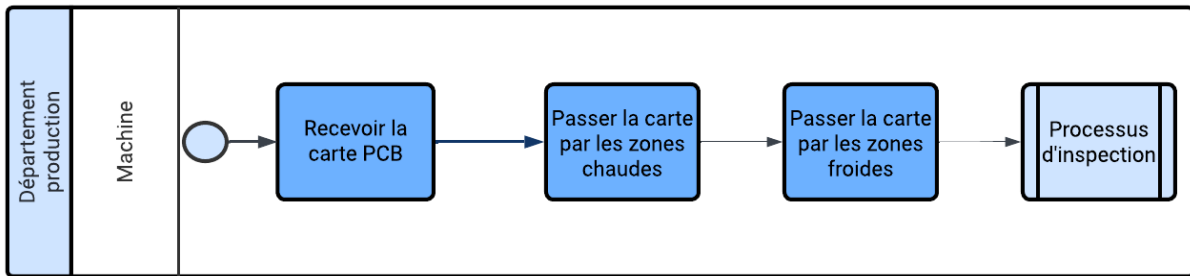 Département
production
Machine
Recevoir la
carte PCB
Passer la carte
par les zones
chaudes
Passer la carte
par les zones
froides
Processus
d'inspection